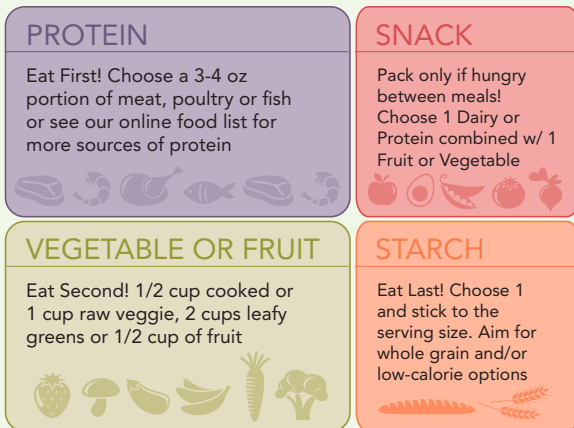 PROTEIN
Eat First! Choose a 3-4 oz
portion of meat, poultry or fish
or see our online food list for
more sources of protein
SNACK
Pack only if hungry
between meals!
Choose 1 Dairy or
Protein combined w/ 1
Fruit or Vegetable
VEGETABLE OR FRUIT
Eat Second! 1/2 cup cooked or
1 cup raw veggie, 2 cups leafy
greens or 1/2 cup of fruit
STARCH
Eat Last! Choose 1
and stick to the
serving size. Aim for
whole grain and/or
low-calorie options